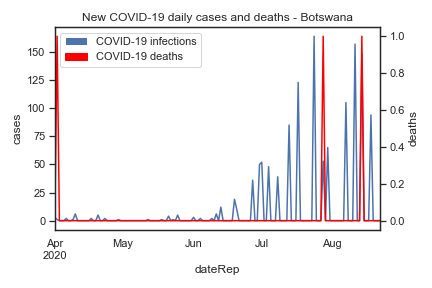 New COVID-19 daily cases and deaths - Botswana
COVID-19 infections
COVID-19 deaths
150
125
100
75
50
25
0
cases
1.0
0.8
0.6
0.4
0.2
0.0
deaths
Apr May Jun Jul Aug
2020
dateRep